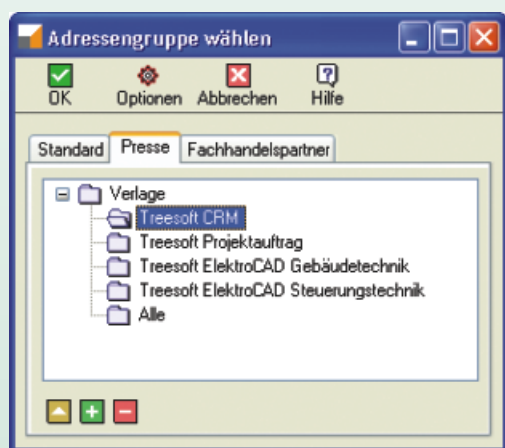 Adressengruppe wählen
OK Optionen Abbrechen Hilfe
Standard Presse Fachhandelspartner
Verlage
Treesoft CRM
Treesoft Projektauftrag
Treesoft ElektroCAD Gebäudetechnik
Treesoft ElektroCAD Steuerungstechnik
Alle